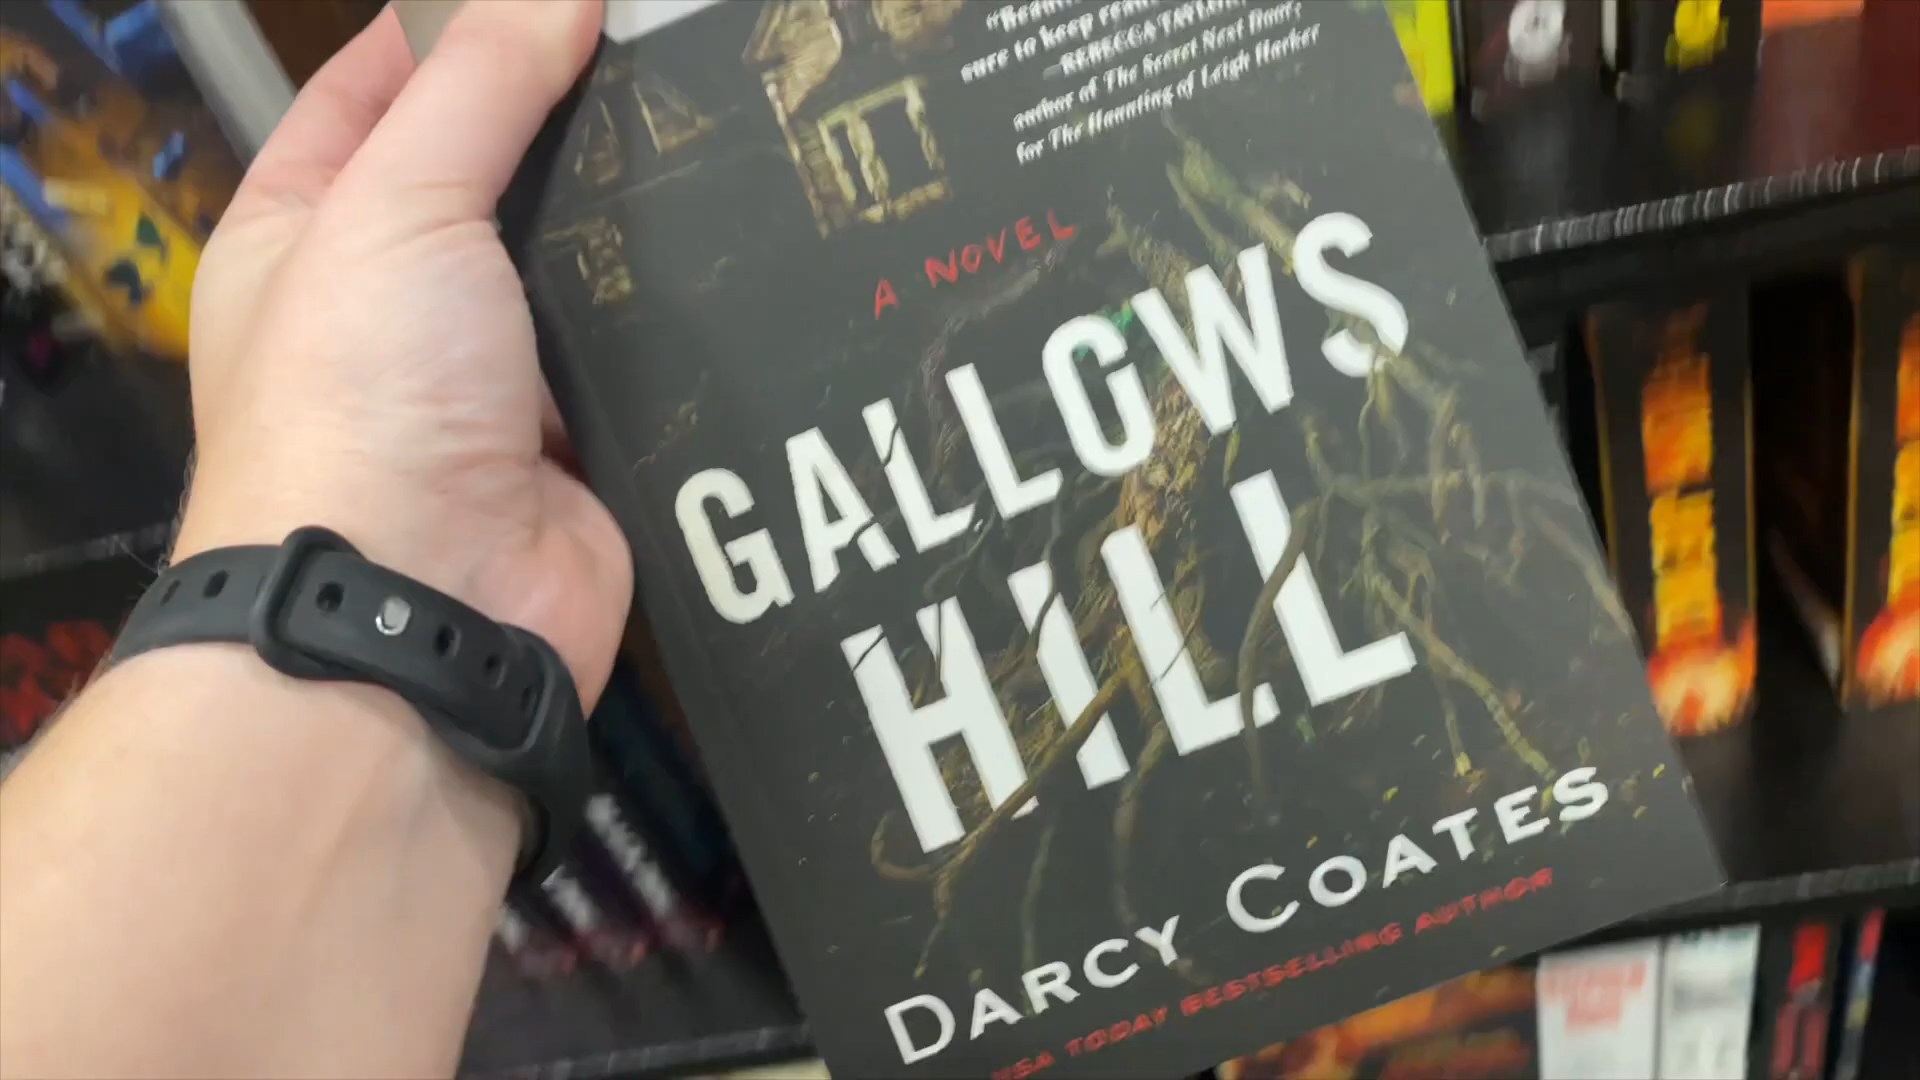 sure to keep
—REBECCA TAYLOR,
author of The Secret Next Door:
for The Haunting of Leigh Harker
A NOVEL
GALLOWS
HILL
DARCY COATES
USA TODAY BESTSELLING AUTHOR